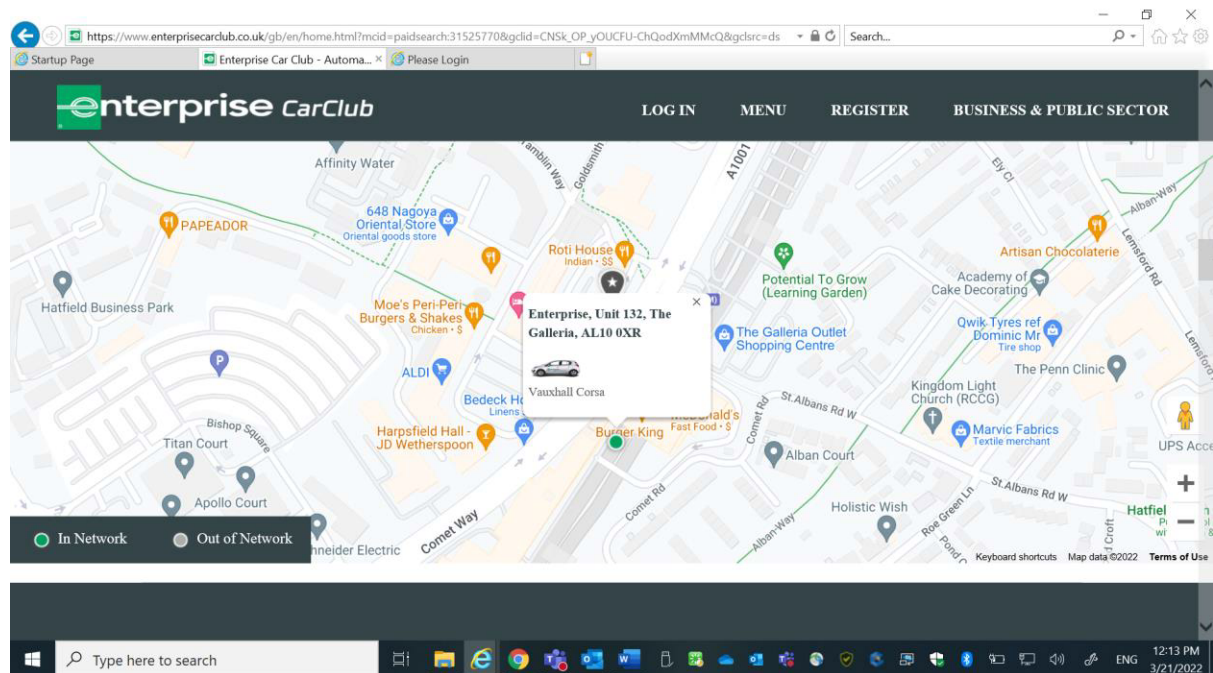 https://www.enterprisecarclub.co.uk/gb/en/home.html?mcid=paidsearch:31525770&gclid=CNSk_OP_yOUCFU-ChQodXmMMcQ&gclsrc=ds
Search...
Startup Page
Enterprise Car Club - Automa...
Please Login
enterprise CarClub
LOG IN
MENU
REGISTER
BUSINESS & PUBLIC SECTOR
Affinity Water
Tamblin Way
Goldsmith
A1001
Ely Cl
Alban Way
648 Nagoya
Oriental Store
Oriental goods store
PAPEADOR
Roti House
Indian · $$
Artisan Chocolaterie
Lemsford Rd
Potential To Grow
(Learning Garden)
Academy of
Cake Decorating
Hatfield Business Park
Moe's Peri-Peri
Burgers & Shakes
Chicken · $
Enterprise, Unit 132, The
Galleria, AL10 0XR
Vauxhall Corsa
The Galleria Outlet
Shopping Centre
Qwik Tyres ref
Dominic Mr
Tire shop
Lemsford
P
ALDI
The Penn Clinic
Bedeck Ho
Linens
Kingdom Light
Church (RCCG)
St.Albans Rd W
Comet Rd
McDonald's
Fast Food · $
Burger King
Harpsfield Hall -
JD Wetherspoon
Marvic Fabrics
Textile merchant
Bishop Square
Titan Court
UPS Acce
Alban Court
Apollo Court
Comet Rd
St.Albans Rd W
Holistic Wish
Roe Green Ln
Hatfiel
Comet Way
Alban Way
In Network
Out of Network
hneider Electric
Pond
Croft
Keyboard shortcuts
Map data ©2022
Terms of Use
Type here to search
ENG
12:13 PM
3/21/2022